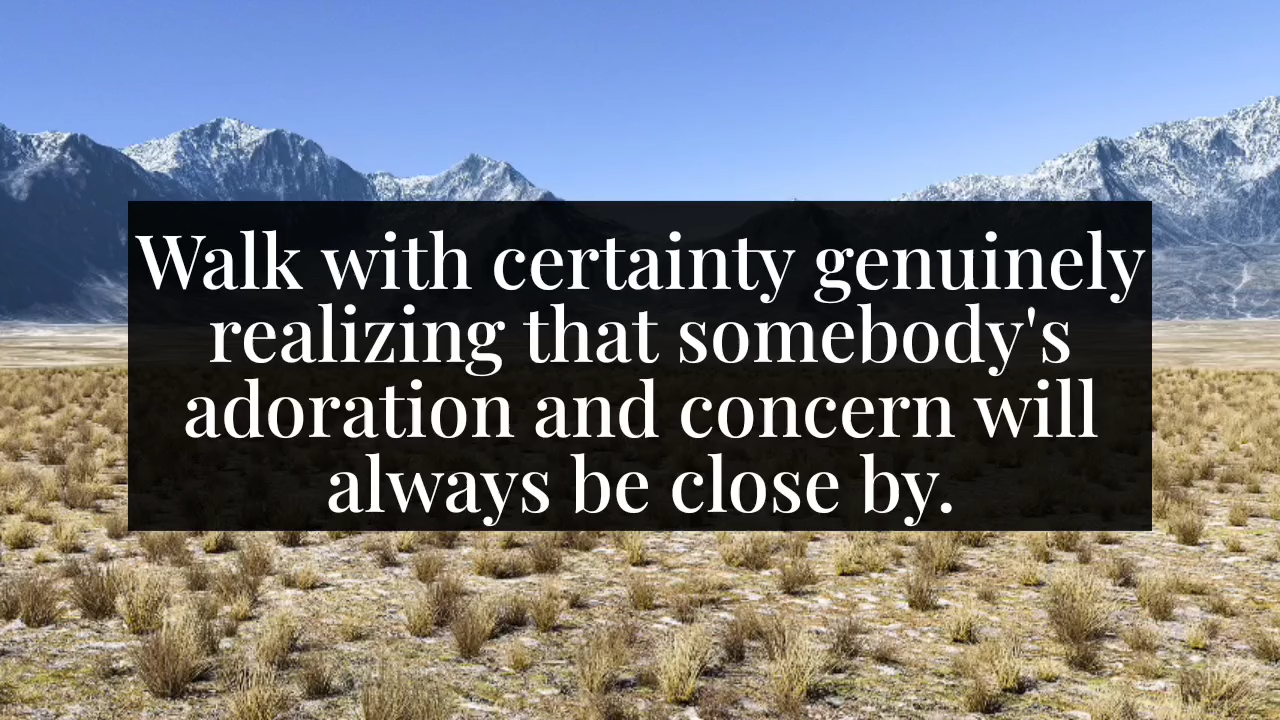 Walk with certainty genuinely
realizing that somebody's
adoration and concern will
always be close by.